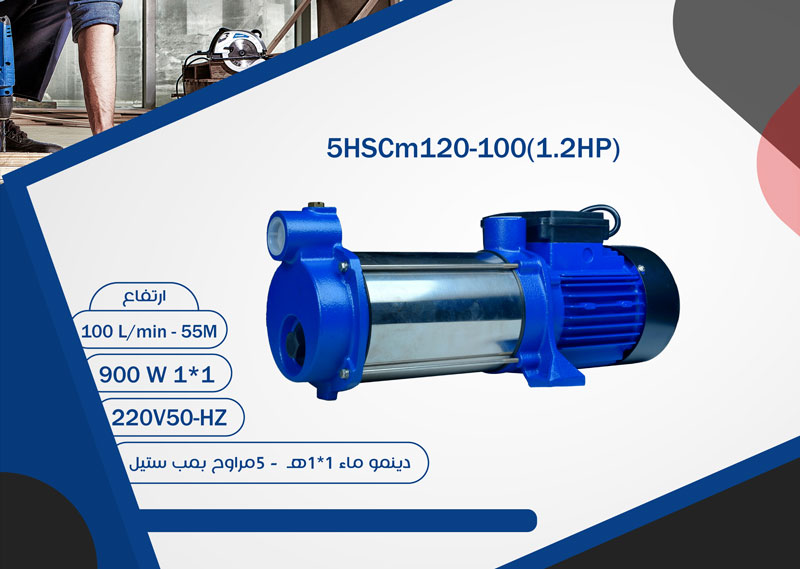 5HSCm120-100(1.2HP)
ارتفاع
100 L/min - 55M
900 W 1*1
220V50-HZ
دينمو ماء 1*1هـ - 5مراوح بمب ستيل